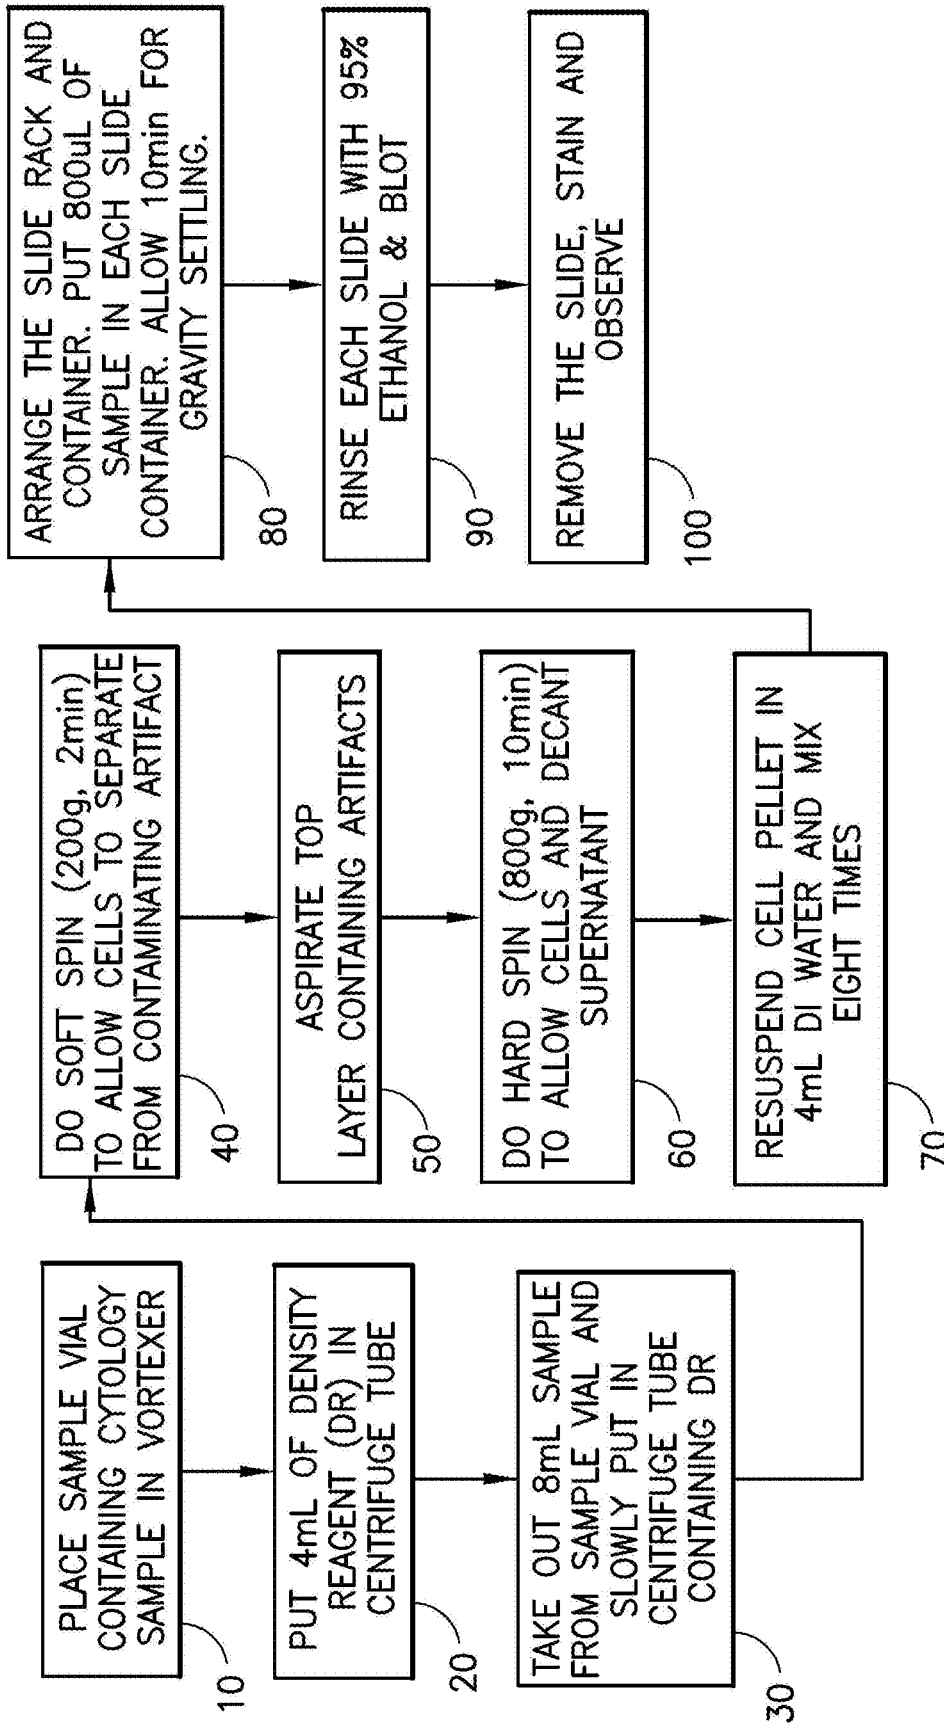 PLACE SAMPLE VIAL
CONTAINING CYTOLOGY
SAMPLE IN VORTEXER
10
PUT 4mL OF DENSITY
REAGENT (DR) IN
CENTRIFUGE TUBE
20
TAKE OUT 8mL SAMPLE
FROM SAMPLE VIAL AND
SLOWLY PUT IN
CENTRIFUGE TUBE
CONTAINING DR
30
DO SOFT SPIN (200g, 2min)
TO ALLOW CELLS TO SEPARATE
FROM CONTAMINATING ARTIFACT
40
ASPIRATE TOP
LAYER CONTAINING ARTIFACTS
50
DO HARD SPIN (800g, 10min)
TO ALLOW CELLS AND DECANT
SUPERNATANT
60
RESUSPEND CELL PELLET IN
4mL DI WATER AND MIX
EIGHT TIMES
70
ARRANGE THE SLIDE RACK AND
CONTAINER. PUT 800uL OF
SAMPLE IN EACH SLIDE
CONTAINER. ALLOW 10min FOR
GRAVITY SETTLING.
80
RINSE EACH SLIDE WITH 95%
ETHANOL & BLOT
90
REMOVE THE SLIDE, STAIN AND
OBSERVE
100